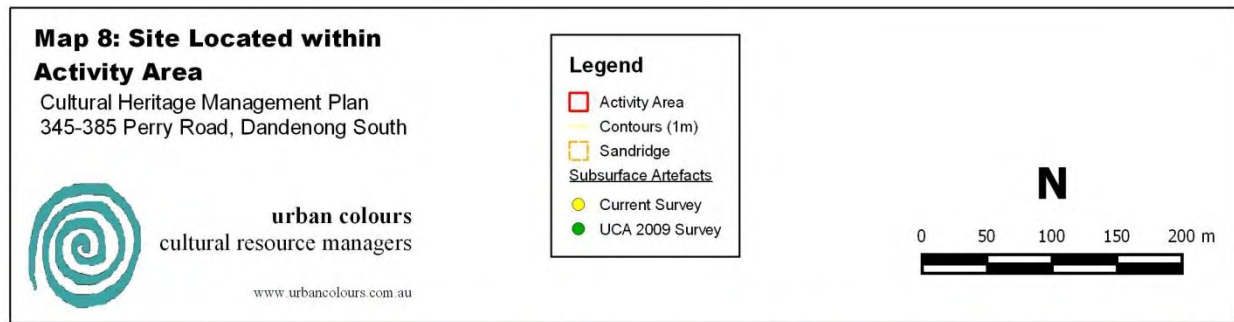 Map 8: Site Located within
Activity Area
Cultural Heritage Management Plan
345-385 Perry Road, Dandenong South
urban colours
cultural resource managers
www.urbancolours.com.au
Legend
Activity Area
Contours (1m)
Sandridge
Subsurface Artefacts
Current Survey
UCA 2009 Survey
N
0 50 100 150 200 m